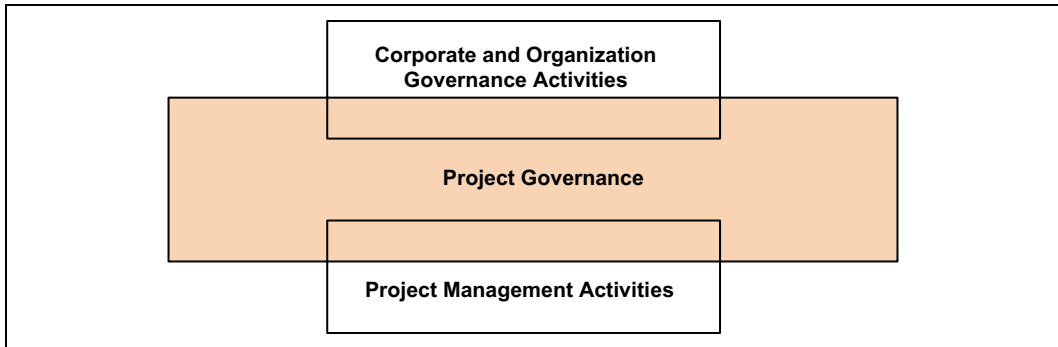 Corporate and Organization
Governance Activities
Project Governance
Project Management Activities